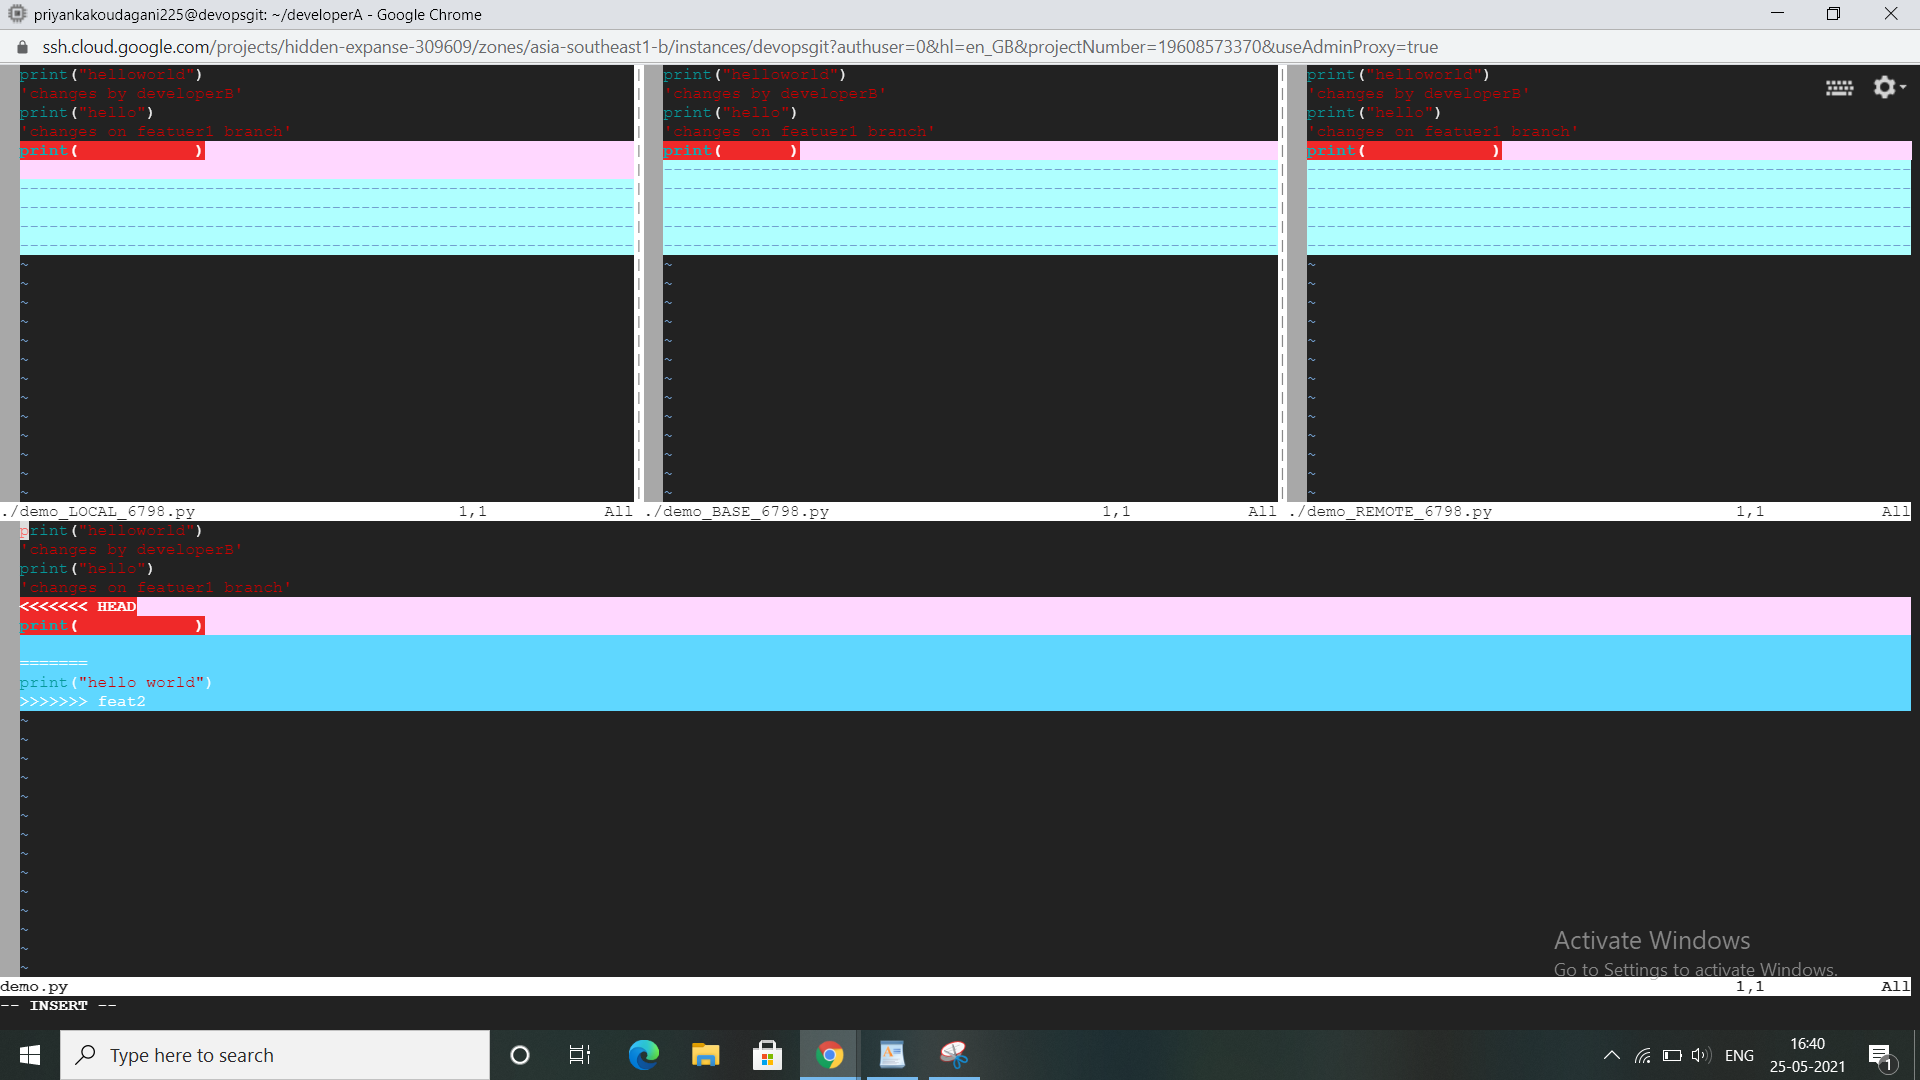 priyankakoudagani225@devopsgit: ~/developerA - Google Chrome
ssh.cloud.google.com/projects/hidden-expanse-309609/zones/asia-southeast1-b/instances/devopsgit?authuser=0&hl=en_GB&projectNumber=19608573370&useAdminProxy=true
print("helloworld")
'changes by developerB'
print("hello")
'changes on featuer1 branch'
print( )
./demo_LOCAL_6798.py 1,1 All
print("helloworld")
'changes by developerB'
print("hello")
'changes on featuer1 branch'
print( )
./demo_BASE_6798.py 1,1 All
print("helloworld")
'changes by developerB'
print("hello")
'changes on featuer1 branch'
print( )
./demo_REMOTE_6798.py 1,1 All
print("helloworld")
'changes by developerB'
print("hello")
'changes on featuer1 branch'
<<<<<<< HEAD
print( )
=======
print("hello world")
>>>>>>> feat2
Activate Windows
Go to Settings to activate Windows.
demo.py 1,1 All
-- INSERT --
Type here to search
ENG
16:40
25-05-2021
1